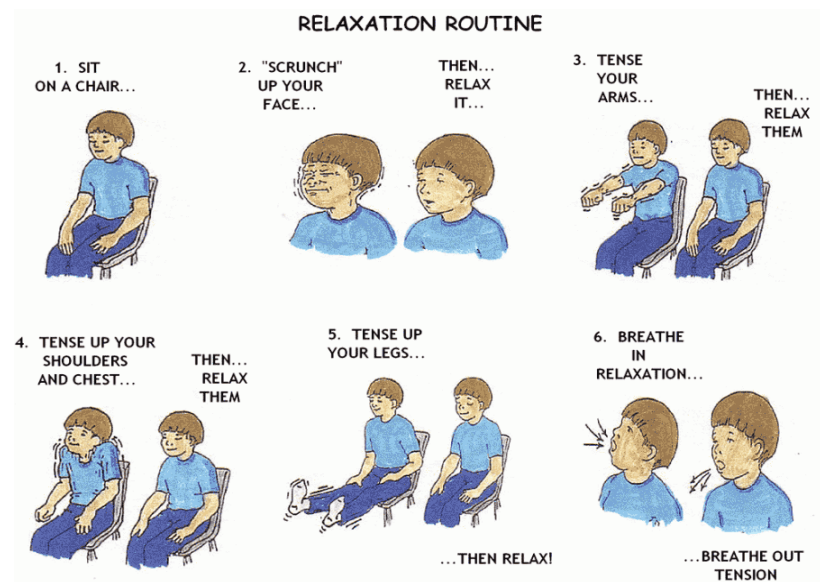 RELAXATION ROUTINE
1. SIT
ON A CHAIR...
2. "SCRUNCH"
UP YOUR
FACE...
THEN...
RELAX
IT...
3. TENSE
YOUR
ARMS...
THEN...
RELAX
THEM
4. TENSE UP YOUR
SHOULDERS
AND CHEST...
THEN...
RELAX
THEM
5. TENSE UP
YOUR LEGS...
...THEN RELAX!
6. BREATHE
IN
RELAXATION...
...BREATHE OUT
TENSION